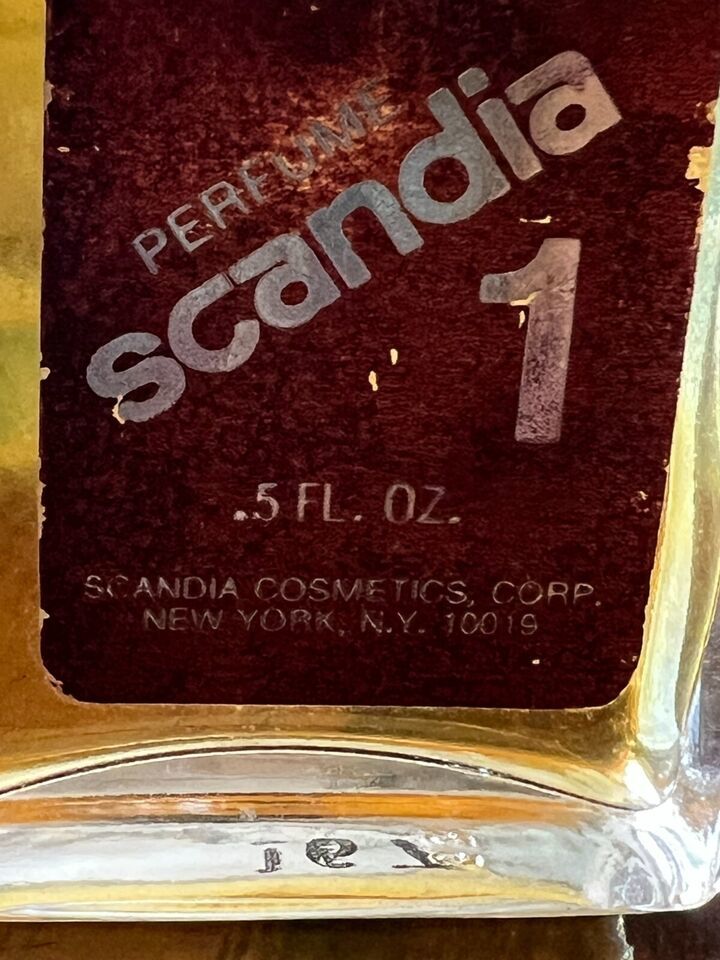 PERFUME
scandia
1
.5 FL. OZ.
SCANDIA COSMETICS, CORP.
NEW YORK, N.Y. 10019